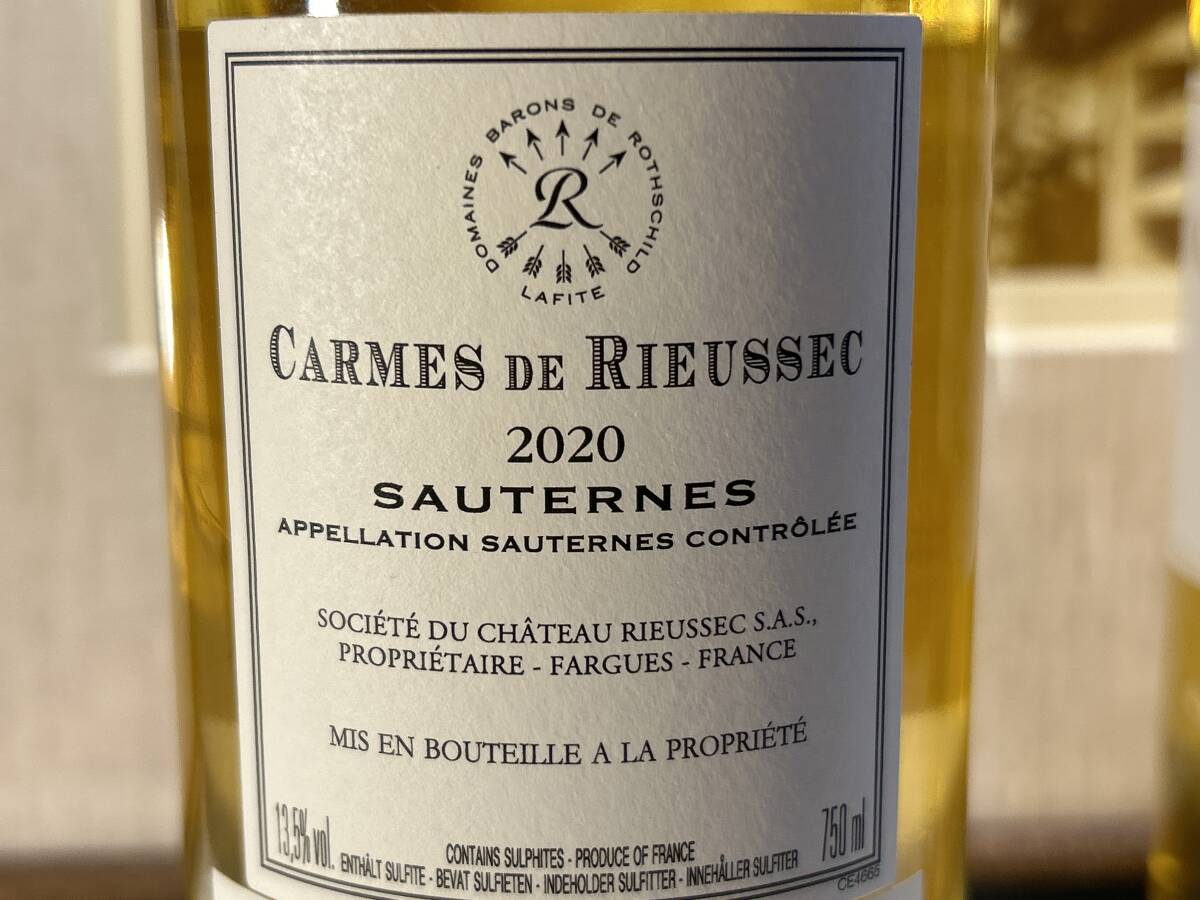 DOMAINES BARONS DE ROTHSCHILD
R
LAFITE
CARMES DE RIEUSSEC
2020
SAUTERNES
APPELLATION SAUTERNES CONTRÔLÉE
SOCIÉTÉ DU CHÂTEAU RIEUSSEC S.A.S.,
PROPRIÉTAIRE - FARGUES - FRANCE
MIS EN BOUTEILLE A LA PROPRIÉTÉ
13,5% vol.
CONTAINS SULPHITES - PRODUCE OF FRANCE
750 ml
ENTHÄLT SULFITE - BEVAT SULFIETEN - INDEHOLDER SULFITTER - INNEHÅLLER SULFITER
CE4665